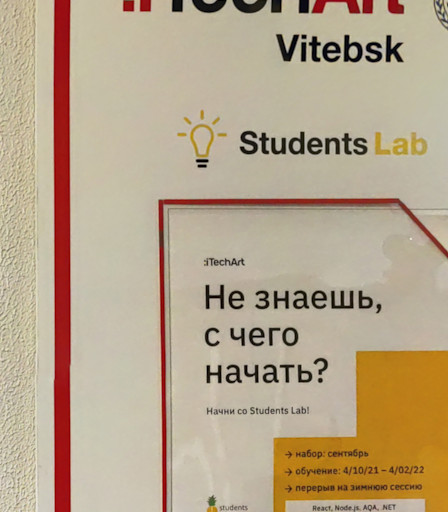 :iTechArt
Vitebsk
Students Lab
:iTechArt
Не знаешь,
с чего
начать?
Начни со Students Lab!
→ набор: сентябрь
→ обучение: 4/10/21 – 4/02/22
→ перерыв на зимнюю сессию
students
React, Node.js, AQA, .NET